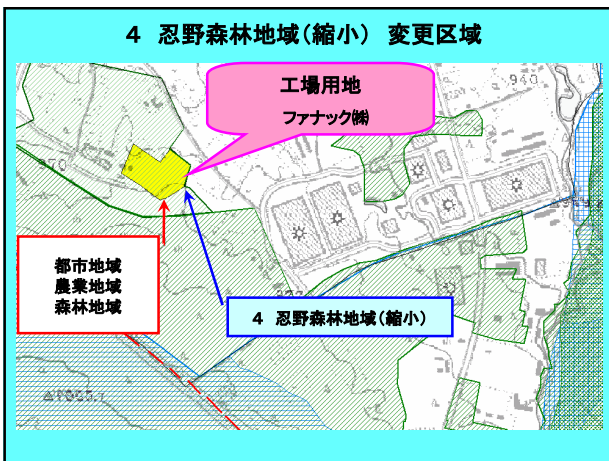 ４　忍野森林地域（縮小）　変更区域
工場用地
ファナック㈱
940
970
都市地域
農業地域
森林地域
４　忍野森林地域（縮小）